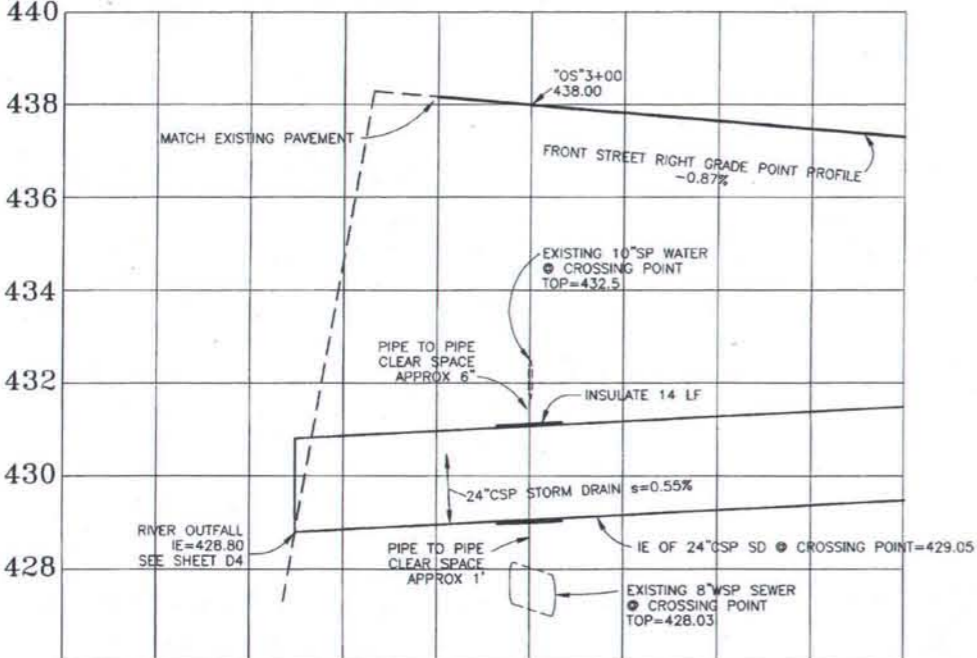 440
438
436
434
432
430
428
"OS"3+00
438.00
MATCH EXISTING PAVEMENT
FRONT STREET RIGHT GRADE POINT PROFILE
-0.87%
EXISTING 10"SP WATER
@ CROSSING POINT
TOP=432.5
PIPE TO PIPE
CLEAR SPACE
APPROX 6"
INSULATE 14 LF
24"CSP STORM DRAIN s=0.55%
RIVER OUTFALL
IE=428.80
SEE SHEET D4
PIPE TO PIPE
CLEAR SPACE
APPROX 1'
IE OF 24"CSP SD @ CROSSING POINT=429.05
EXISTING 8"WSP SEWER
@ CROSSING POINT
TOP=428.03